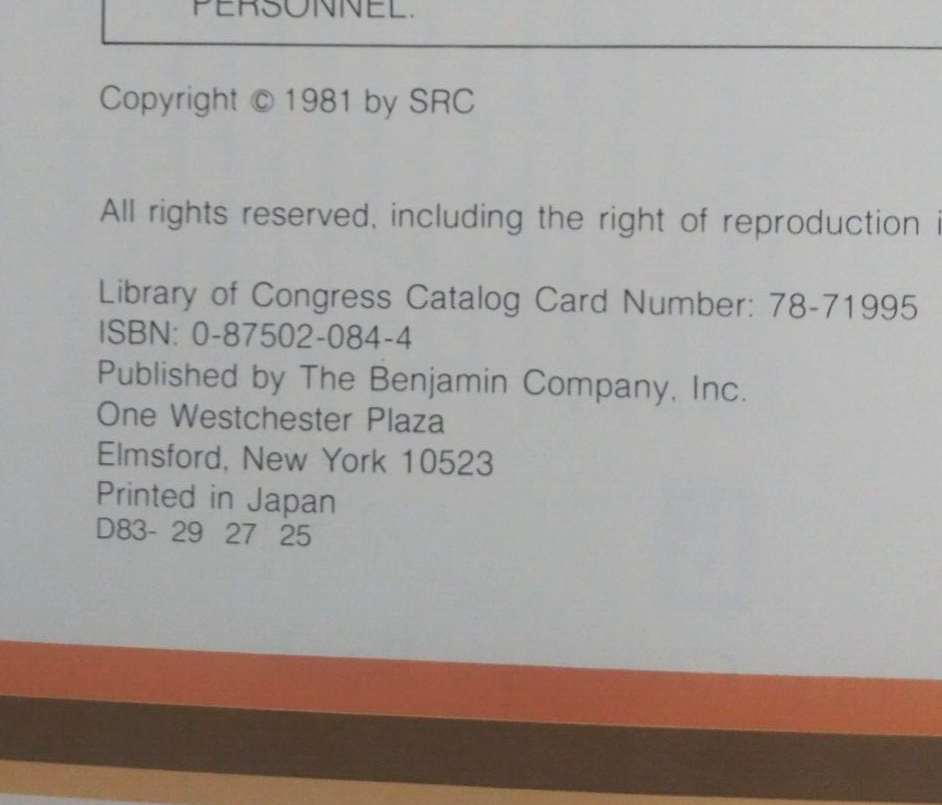 PERSONNEL.
Copyright © 1981 by SRC
All rights reserved, including the right of reproduction
Library of Congress Catalog Card Number: 78-71995
ISBN: 0-87502-084-4
Published by The Benjamin Company, Inc.
One Westchester Plaza
Elmsford, New York 10523
Printed in Japan
D83- 29 27 25